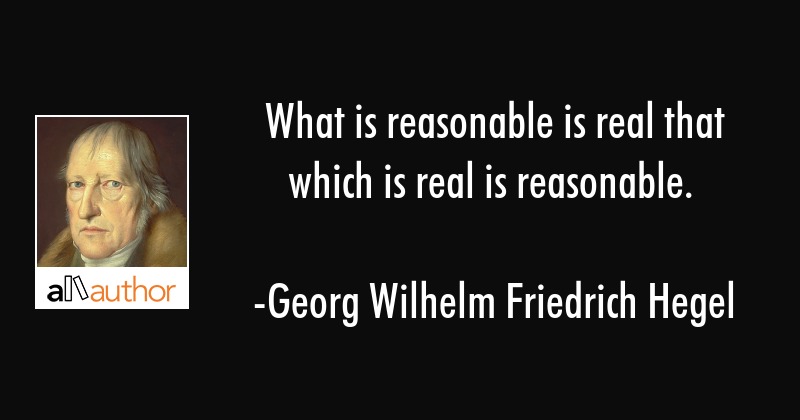 What is reasonable is real that
which is real is reasonable.
-Georg Wilhelm Friedrich Hegel
allauthor